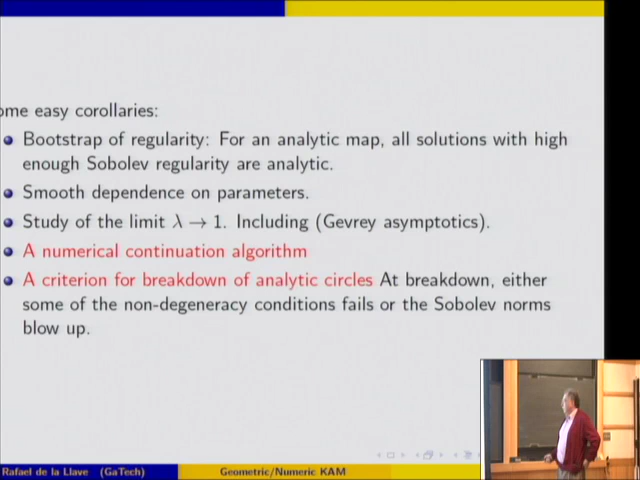 ome easy corollaries:
Bootstrap of regularity: For an analytic map, all solutions with high
enough Sobolev regularity are analytic.
Smooth dependence on parameters.
Study of the limit λ → 1. Including (Gevrey asymptotics).
A numerical continuation algorithm
A criterion for breakdown of analytic circles At breakdown, either
some of the non-degeneracy conditions fails or the Sobolev norms
blow up.
Rafael de la Llave (GaTech) Geometric/Numeric KAM